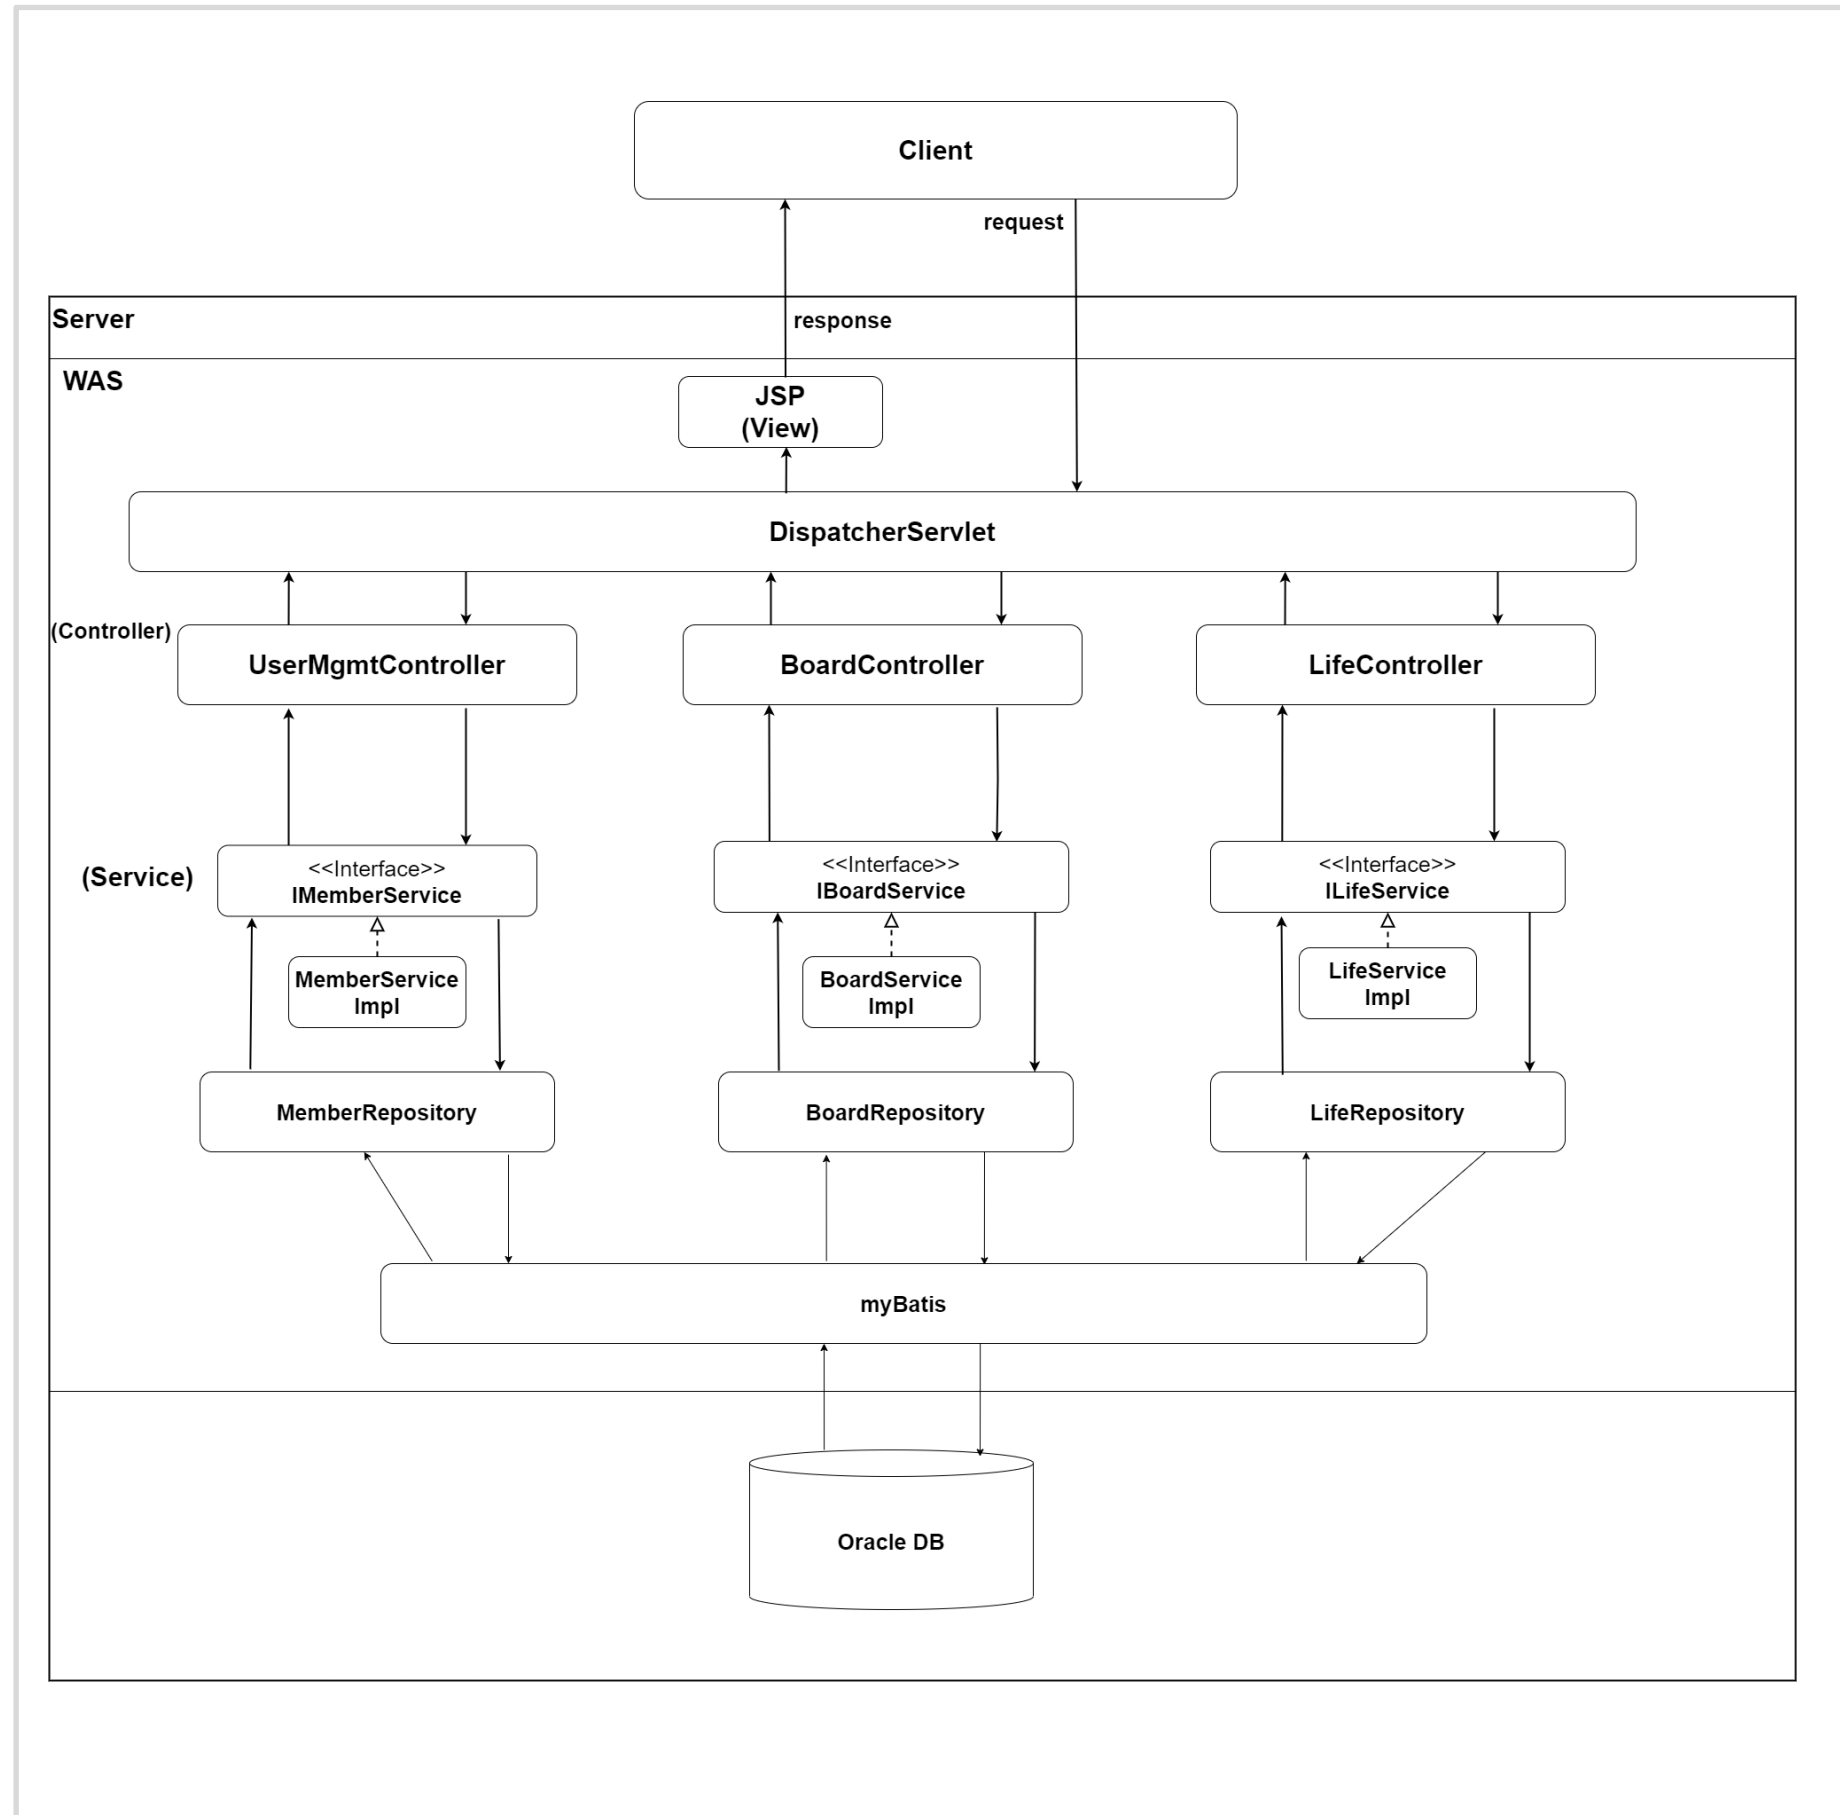 Client
request
Server
response
WAS
JSP
(View)
DispatcherServlet
(Controller)
UserMgmtController
BoardController
LifeController
(Service)
<<Interface>>
IMemberService
<<Interface>>
IBoardService
<<Interface>>
ILifeService
MemberService
Impl
BoardService
Impl
LifeService
Impl
MemberRepository
BoardRepository
LifeRepository
myBatis
Oracle DB